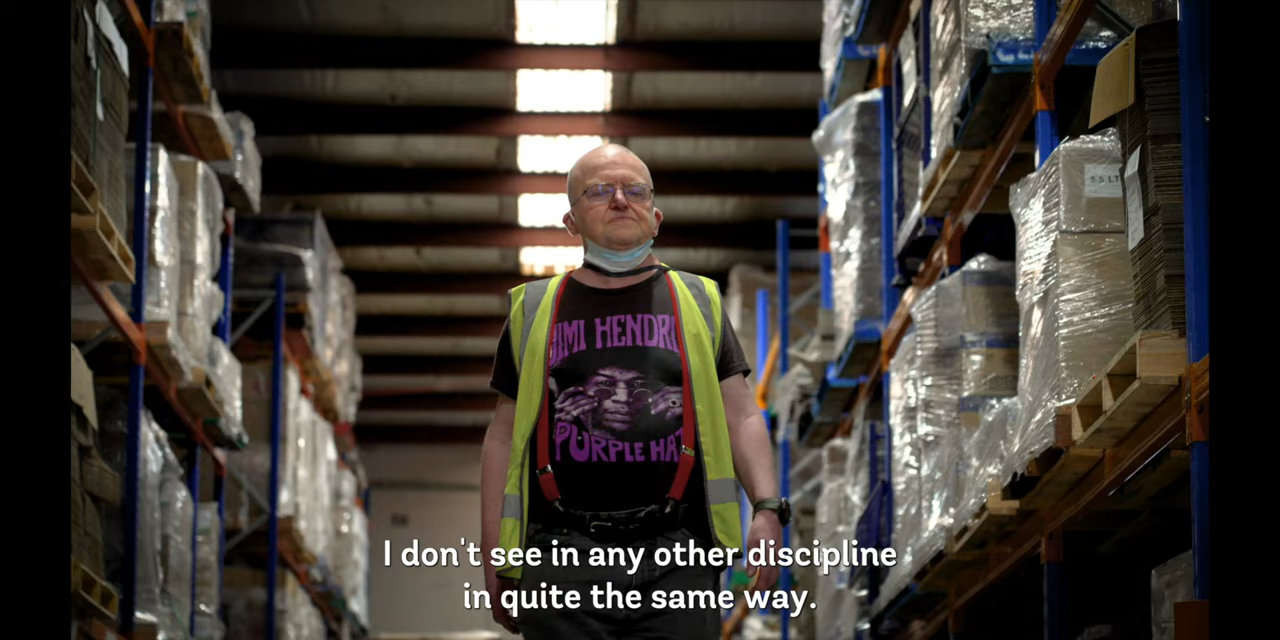 JIMI HENDRI
PURPLE HA
I don't see in any other discipline
in quite the same way.